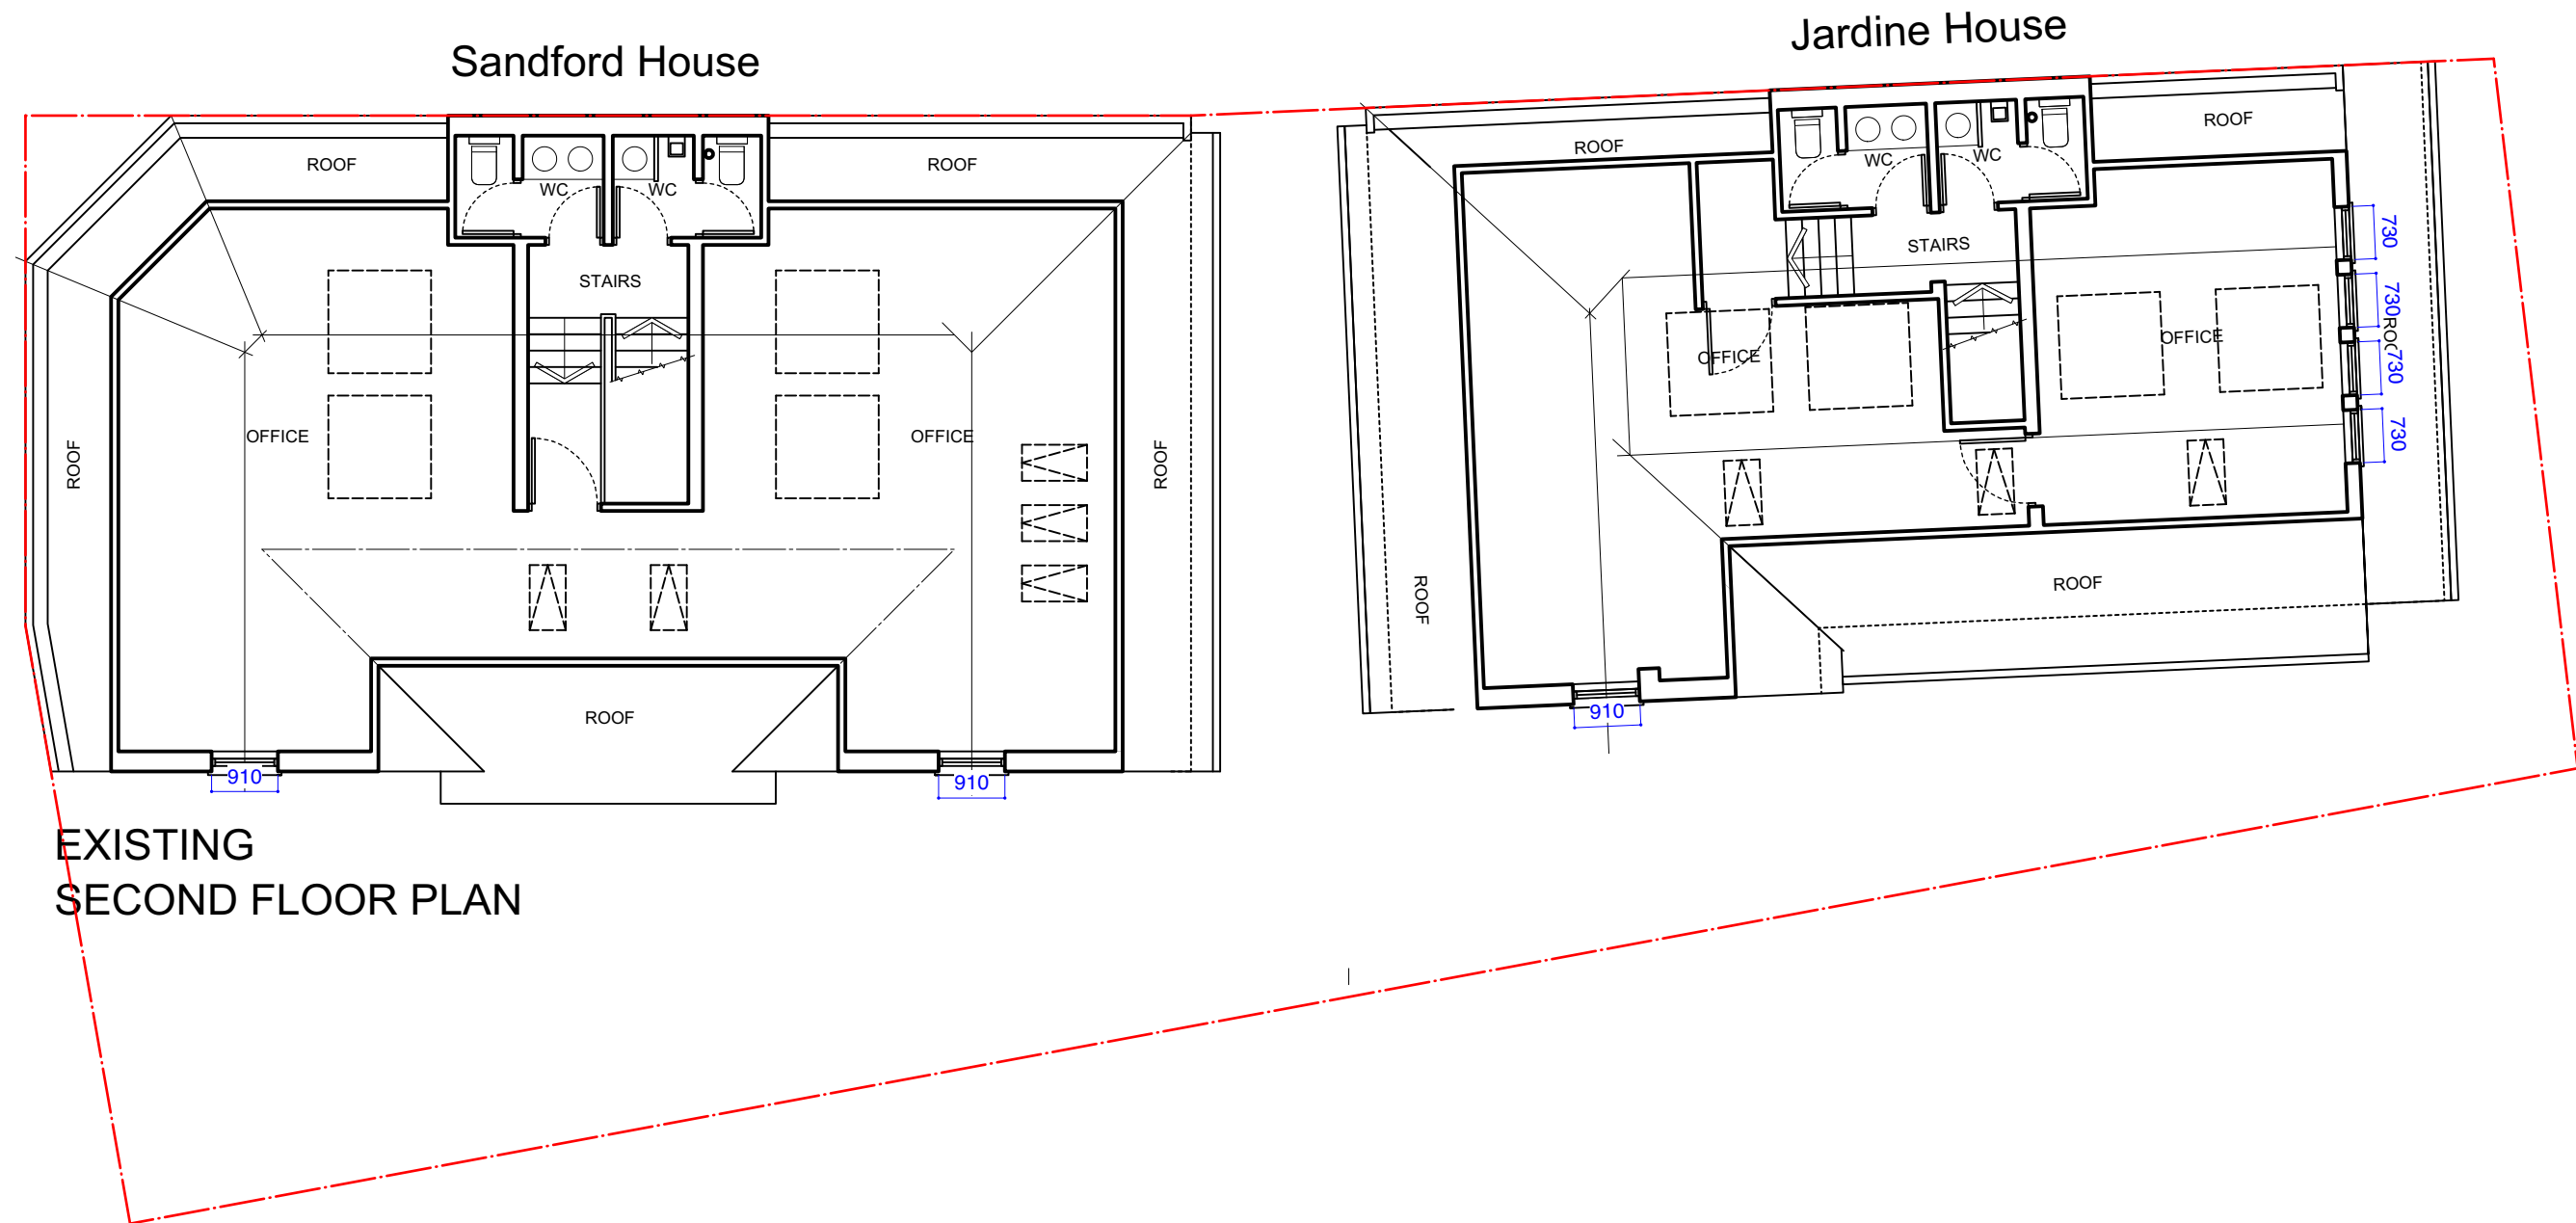 Sandford House
Jardine House
ROOF
ROOF
ROOF
ROOF
WC
WC
WC
WC
STAIRS
STAIRS
730
730
730
730
OFFICE
OFFICE
OFFICE
OFFICE
ROOF
ROOF
ROOF
ROOF
ROOF
910
910
910
EXISTING
SECOND FLOOR PLAN